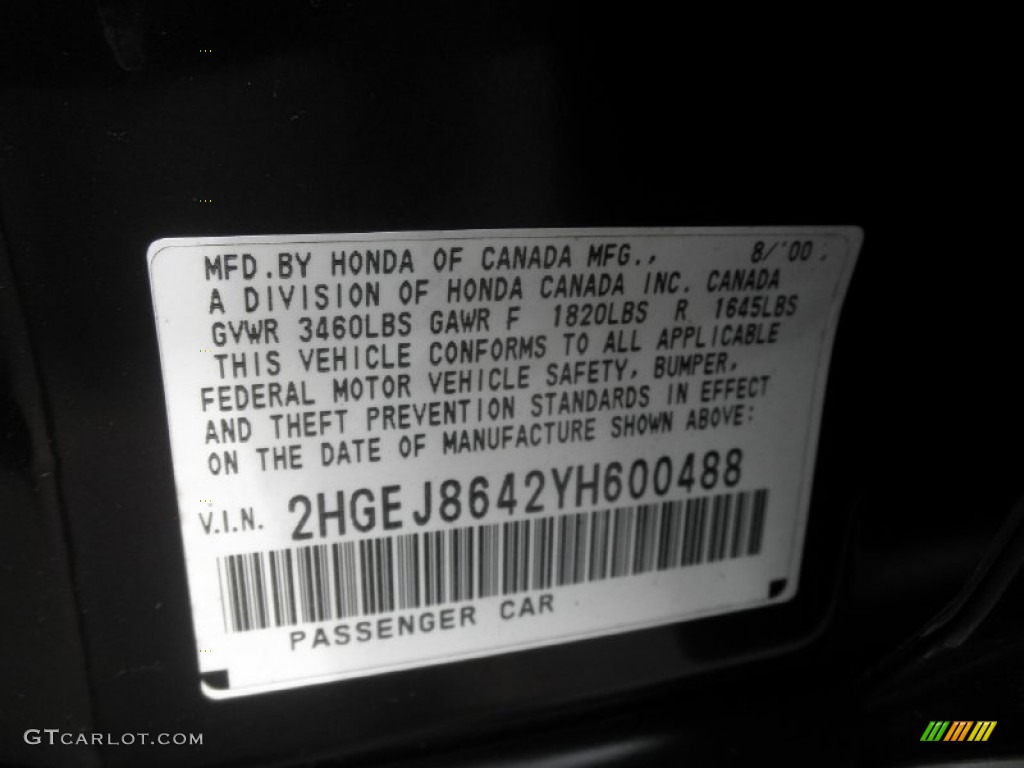 MFD.BY HONDA OF CANADA MFG., 8/'00
A DIVISION OF HONDA CANADA INC. CANADA
GVWR 3460LBS GAWR F 1820LBS R 1645LBS
THIS VEHICLE CONFORMS TO ALL APPLICABLE
FEDERAL MOTOR VEHICLE SAFETY, BUMPER,
AND THEFT PREVENTION STANDARDS IN EFFECT
ON THE DATE OF MANUFACTURE SHOWN ABOVE:
V.I.N. 2HGEJ8642YH600488
PASSENGER CAR
GTCARLOT.COM